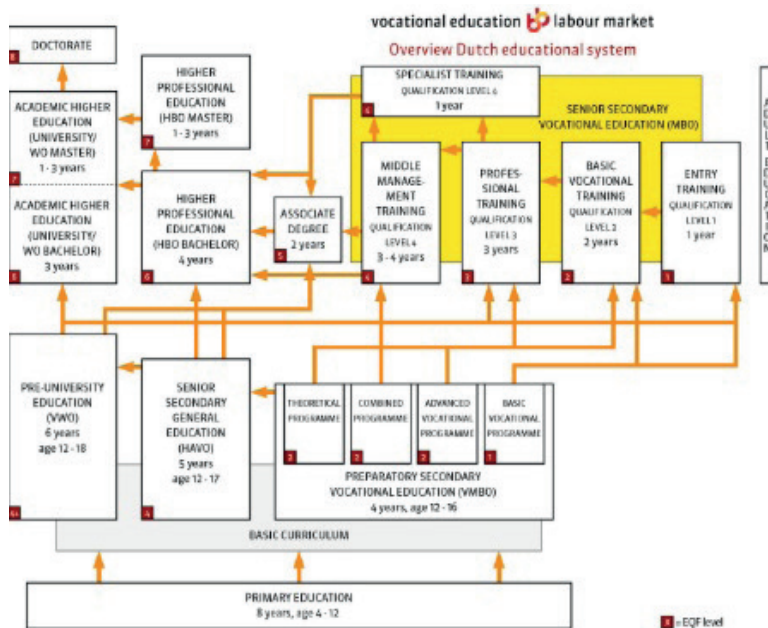 vocational education bb labour market
Overview Dutch educational system
DOCTORATE
8
ACADEMIC HIGHER
EDUCATION
(UNIVERSITY/
WO MASTER)
1 - 3 years
7
ACADEMIC HIGHER
EDUCATION
(UNIVERSITY/
WO BACHELOR)
3 years
HIGHER
PROFESSIONAL
EDUCATION
(HBO MASTER)
1 - 3 years
7
HIGHER
PROFESSIONAL
EDUCATION
(HBO BACHELOR)
4 years
6
ASSOCIATE
DEGREE
2 years
5
SPECIALIST TRAINING
QUALIFICATION LEVEL 4
1 year
4
SENIOR SECONDARY
VOCATIONAL EDUCATION (MBO)
MIDDLE
MANAGE-
MENT
TRAINING
QUALIFICATION
LEVEL 4
3 - 4 years
4
PROFES-
SIONAL
TRAINING
QUALIFICATION
LEVEL 3
3 years
3
BASIC
VOCATIONAL
TRAINING
QUALIFICATION
LEVEL 2
2 years
2
ENTRY
TRAINING
QUALIFICATION
LEVEL 1
1 year
1
PRE-UNIVERSITY
EDUCATION
(VWO)
6 years
age 12 - 18
SENIOR
SECONDARY
GENERAL
EDUCATION
(HAVO)
5 years
age 12 - 17
4
THEORETICAL
PROGRAMME
2
COMBINED
PROGRAMME
2
ADVANCED
VOCATIONAL
PROGRAMME
2
BASIC
VOCATIONAL
PROGRAMME
1
PREPARATORY SECONDARY
VOCATIONAL EDUCATION (VMBO)
4 years, age 12 - 16
BASIC CURRICULUM
PRIMARY EDUCATION
8 years, age 4 - 12
= EQF level